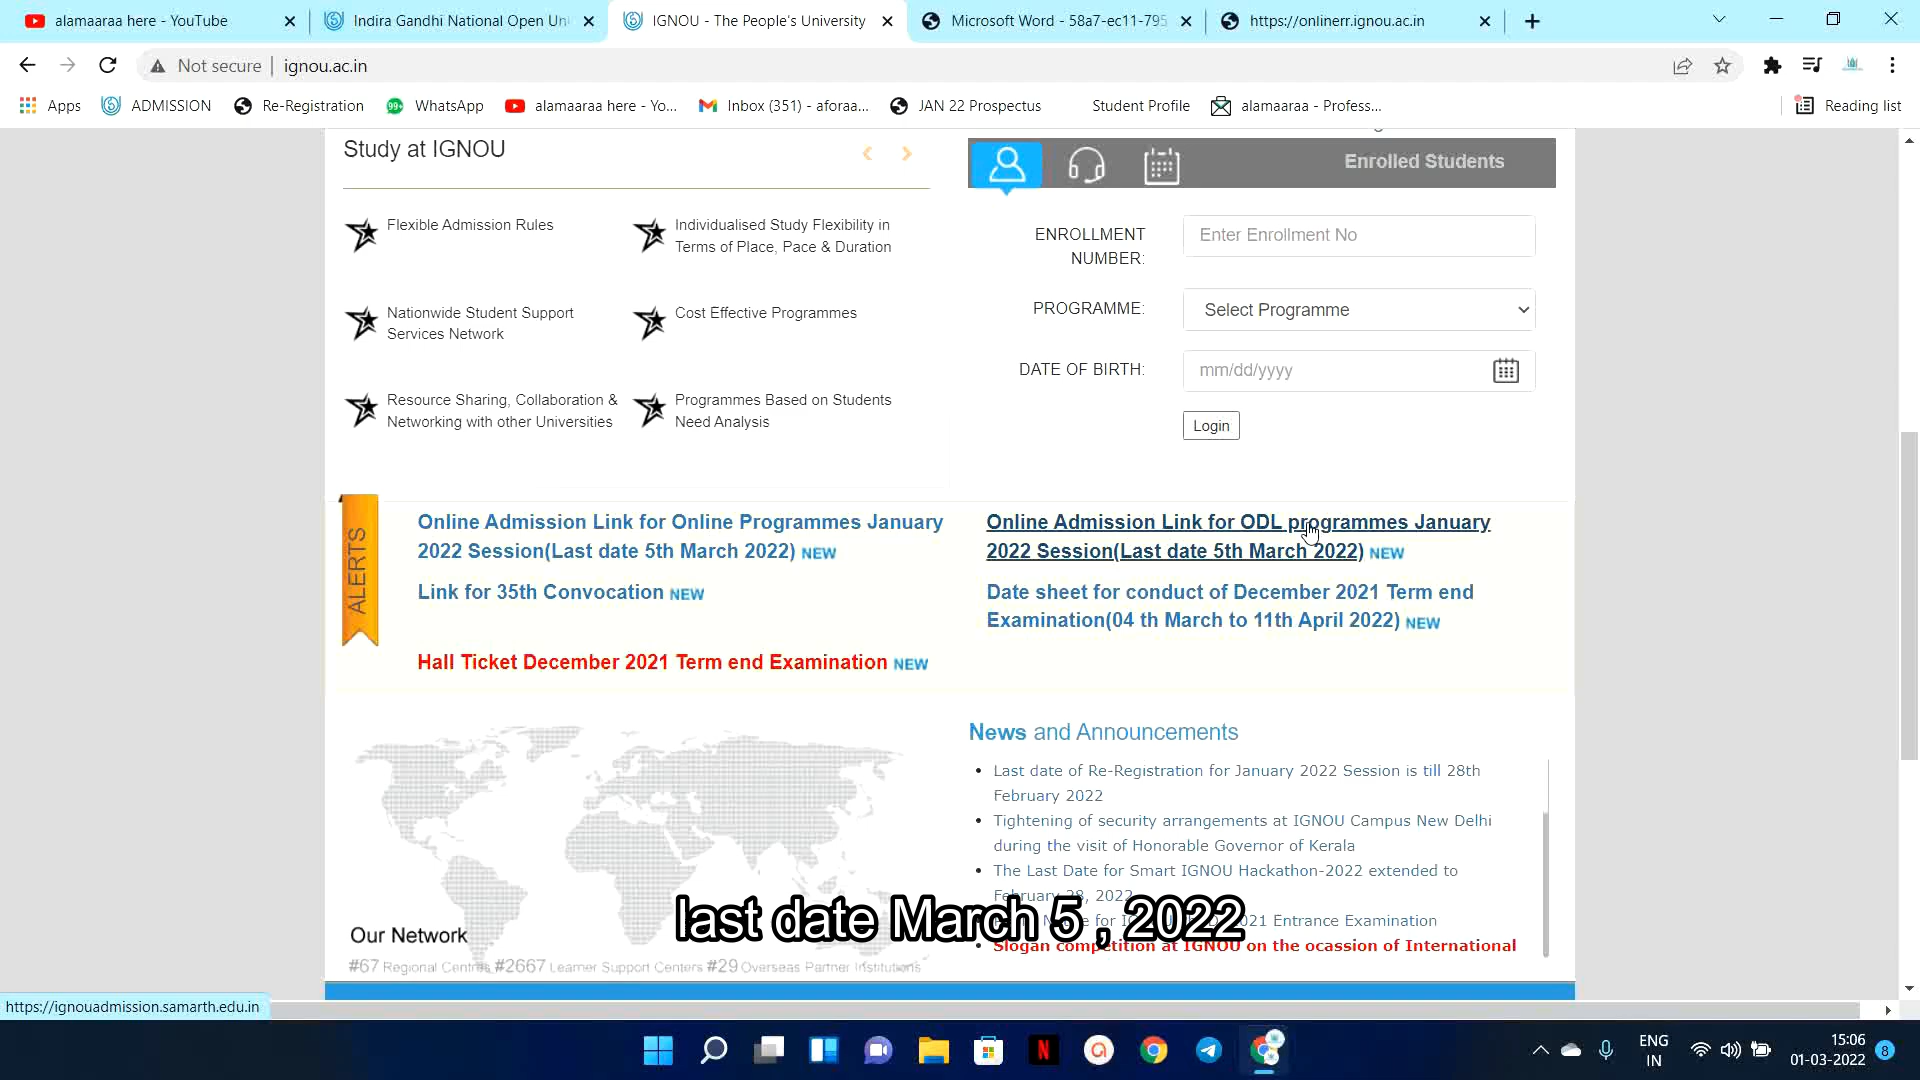 alamaaraa here - YouTube
Indira Gandhi National Open Un
IGNOU - The People's University
Microsoft Word - 58a7-ec11-795
https://onlinerr.ignou.ac.in
Not secure
ignou.ac.in
Apps
ADMISSION
Re-Registration
99+
WhatsApp
alamaaraa here - Yo...
Inbox (351) - aforaa...
JAN 22 Prospectus
Student Profile
alamaaraa - Profess...
Reading list
Study at IGNOU
Flexible Admission Rules
Individualised Study Flexibility in
Terms of Place, Pace & Duration
Nationwide Student Support
Services Network
Cost Effective Programmes
Resource Sharing, Collaboration &
Networking with other Universities
Programmes Based on Students
Need Analysis
Enrolled Students
ENROLLMENT
NUMBER:
Enter Enrollment No
PROGRAMME:
Select Programme
DATE OF BIRTH:
mm/dd/yyyy
Login
ALERTS
Online Admission Link for Online Programmes January
2022 Session(Last date 5th March 2022) NEW
Online Admission Link for ODL programmes January
2022 Session(Last date 5th March 2022) NEW
Link for 35th Convocation NEW
Date sheet for conduct of December 2021 Term end
Examination(04 th March to 11th April 2022) NEW
Hall Ticket December 2021 Term end Examination NEW
News and Announcements
Last date of Re-Registration for January 2022 Session is till 28th
February 2022
Tightening of security arrangements at IGNOU Campus New Delhi
during the visit of Honorable Governor of Kerala
The Last Date for Smart IGNOU Hackathon-2022 extended to
February 28, 2022
for 2021 Entrance Examination
Slogan competition at IGNOU on the ocassion of International
last date March 5 , 2022
Our Network
#67 Regional Centres #2667 Learner Support Centers #29 Overseas Partner Institutions
https://ignouadmission.samarth.edu.in
ENG
IN
15:06
01-03-2022
8